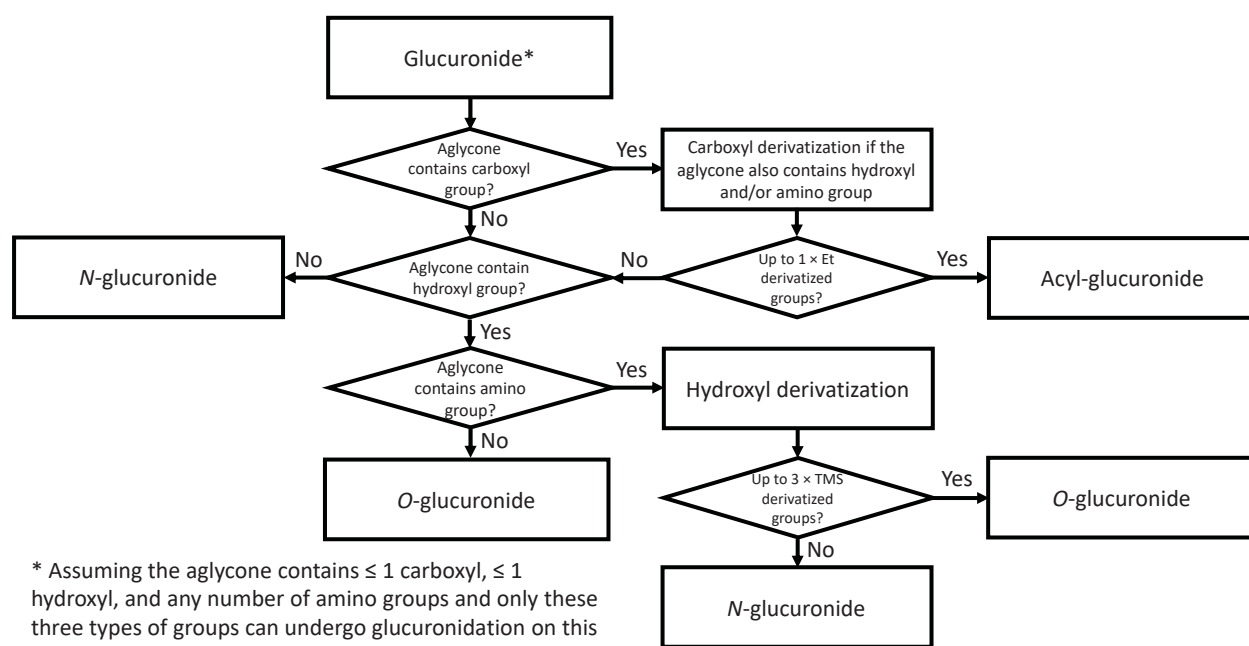 Glucuronide*
Aglycone
contains carboxyl
group?
Yes
Carboxyl derivatization if the
aglycone also contains hydroxyl
and/or amino group
No
N-glucuronide
No
Aglycone contain
hydroxyl group?
No
Up to 1 × Et
derivatized
groups?
Yes
Acyl-glucuronide
Yes
Aglycone
contains amino
group?
Yes
Hydroxyl derivatization
No
O-glucuronide
Up to 3 × TMS
derivatized
groups?
Yes
O-glucuronide
No
N-glucuronide
* Assuming the aglycone contains ≤ 1 carboxyl, ≤ 1
hydroxyl, and any number of amino groups and only these
three types of groups can undergo glucuronidation on this